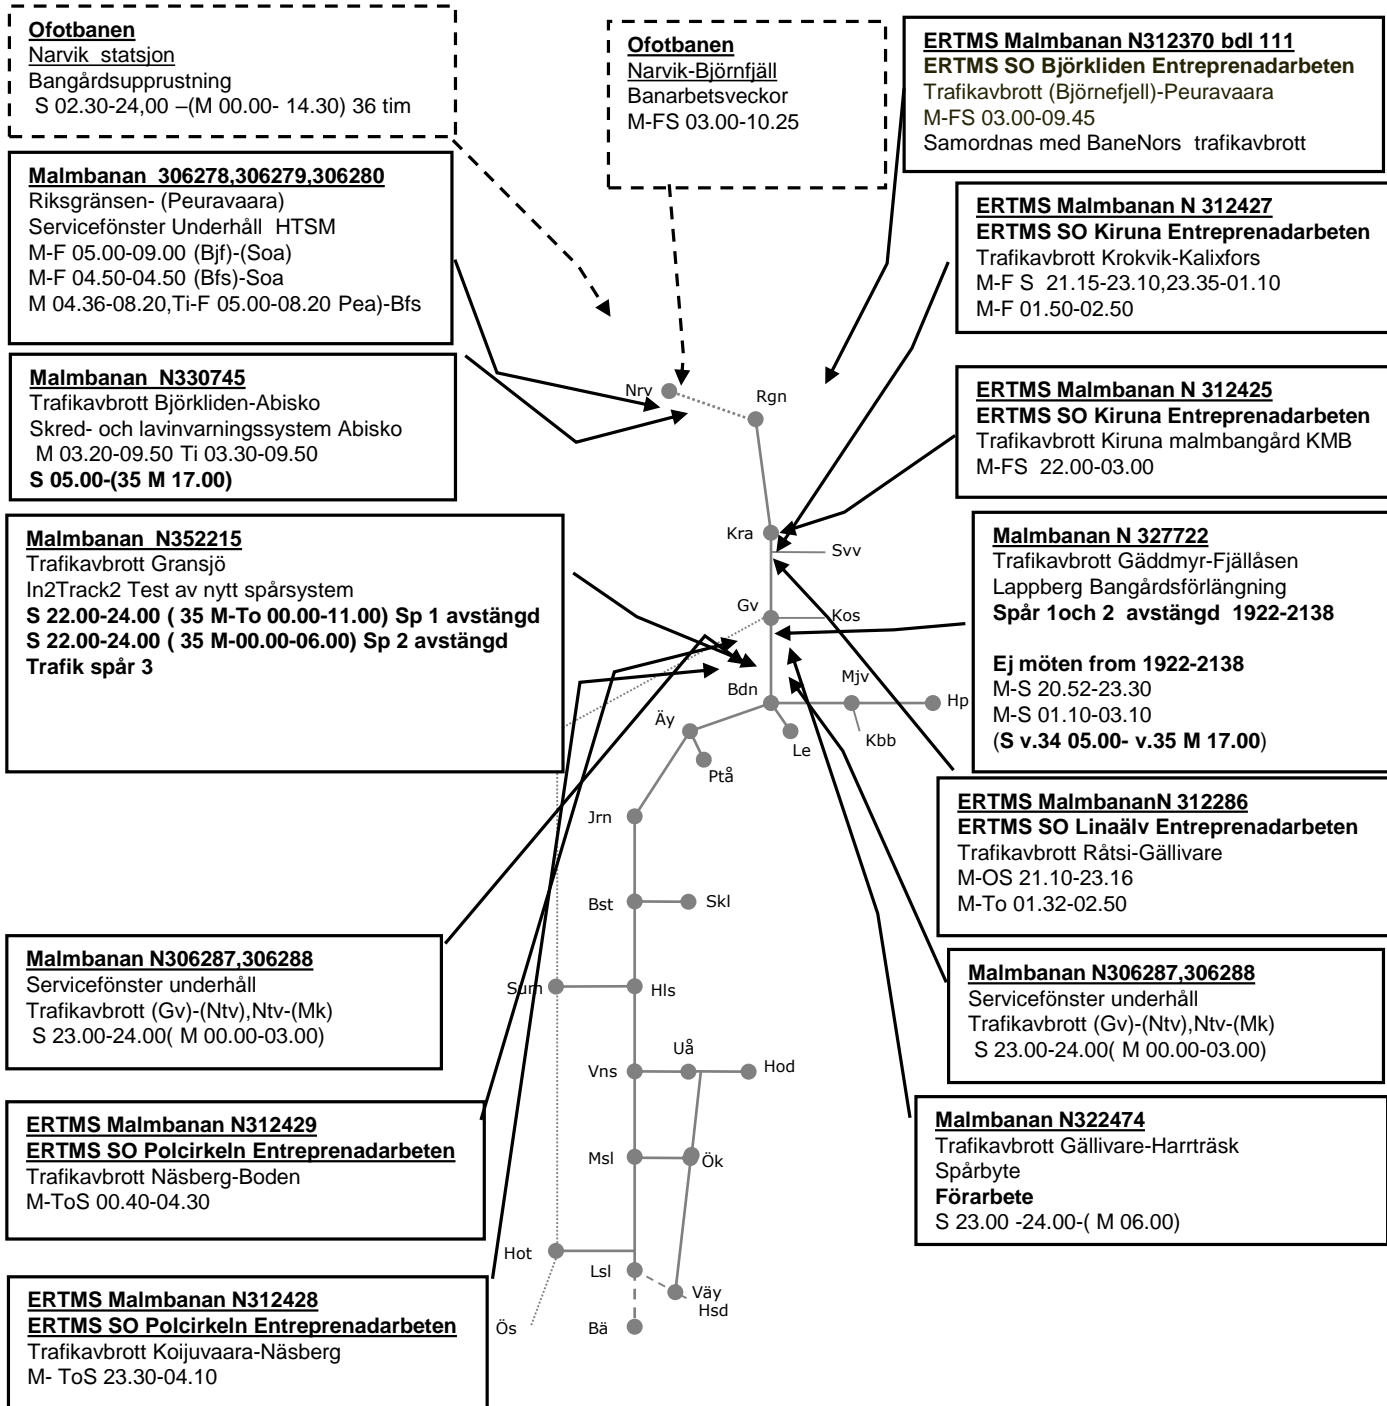 Ofotbanen
Narvik statsjon
Bangårdsupprustning
S 02.30-24,00 –(M 00.00- 14.30) 36 tim
Ofotbanen
Narvik-Björnfjäll
Banarbetsveckor
M-FS 03.00-10.25
ERTMS Malmbanan N312370 bdl 111
ERTMS SO Björkliden Entreprenadarbeten
Trafikavbrott (Björnefjell)-Peuravaara
M-FS 03.00-09.45
Samordnas med BaneNors trafikavbrott
Malmbanan 306278,306279,306280
Riksgränsen- (Peuravaara)
Servicefönster Underhåll HTSM
M-F 05.00-09.00 (Bjf)-(Soa)
M-F 04.50-04.50 (Bfs)-Soa
M 04.36-08.20,Ti-F 05.00-08.20 Pea)-Bfs
ERTMS Malmbanan N 312427
ERTMS SO Kiruna Entreprenadarbeten
Trafikavbrott Krokvik-Kalixfors
M-F S 21.15-23.10,23.35-01.10
M-F 01.50-02.50
Malmbanan N330745
Trafikavbrott Björkliden-Abisko
Skred- och lavinvarningssystem Abisko
M 03.20-09.50 Ti 03.30-09.50
S 05.00-(35 M 17.00)
ERTMS Malmbanan N 312425
ERTMS SO Kiruna Entreprenadarbeten
Trafikavbrott Kiruna malmbangård KMB
M-FS 22.00-03.00
Malmbanan N352215
Trafikavbrott Gransjö
In2Track2 Test av nytt spårsystem
S 22.00-24.00 ( 35 M-To 00.00-11.00) Sp 1 avstängd
S 22.00-24.00 ( 35 M-00.00-06.00) Sp 2 avstängd
Trafik spår 3
Malmbanan N 327722
Trafikavbrott Gäddmyr-Fjällåsen
Lappberg Bangårdsförlängning
Spår 1och 2 avstängd 1922-2138
Ej möten from 1922-2138
M-S 20.52-23.30
M-S 01.10-03.10
(S v.34 05.00- v.35 M 17.00)
ERTMS MalmbananN 312286
ERTMS SO Linaälv Entreprenadarbeten
Trafikavbrott Råtsi-Gällivare
M-OS 21.10-23.16
M-To 01.32-02.50
Malmbanan N306287,306288
Servicefönster underhåll
Trafikavbrott (Gv)-(Ntv),Ntv-(Mk)
S 23.00-24.00( M 00.00-03.00)
Malmbanan N306287,306288
Servicefönster underhåll
Trafikavbrott (Gv)-(Ntv),Ntv-(Mk)
S 23.00-24.00( M 00.00-03.00)
ERTMS Malmbanan N312429
ERTMS SO Polcirkeln Entreprenadarbeten
Trafikavbrott Näsberg-Boden
M-ToS 00.40-04.30
Malmbanan N322474
Trafikavbrott Gällivare-Harrträsk
Spårbyte
Förarbete
S 23.00 -24.00-( M 06.00)
ERTMS Malmbanan N312428
ERTMS SO Polcirkeln Entreprenadarbeten
Trafikavbrott Koijuvaara-Näsberg
M- ToS 23.30-04.10
Nrv
Rgn
Kra
Svv
Gv
Kos
Bdn
Mjv
Hp
Äy
Le
Kbb
Ptå
Jrn
Bst
Skl
Sum
Hls
Vns
Uå
Hod
Msl
Ök
Hot
Lsl
Väy
Hsd
Ös
Bä